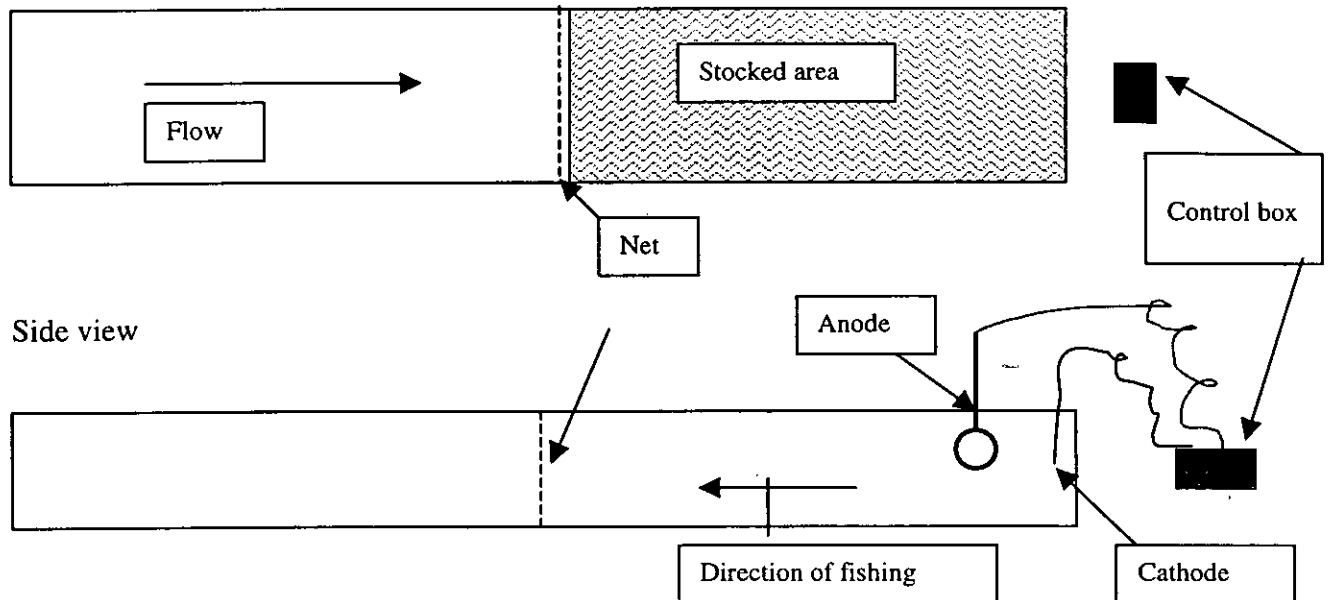 Stocked area
Flow
Control box
Net
Side view
Anode
Direction of fishing
Cathode